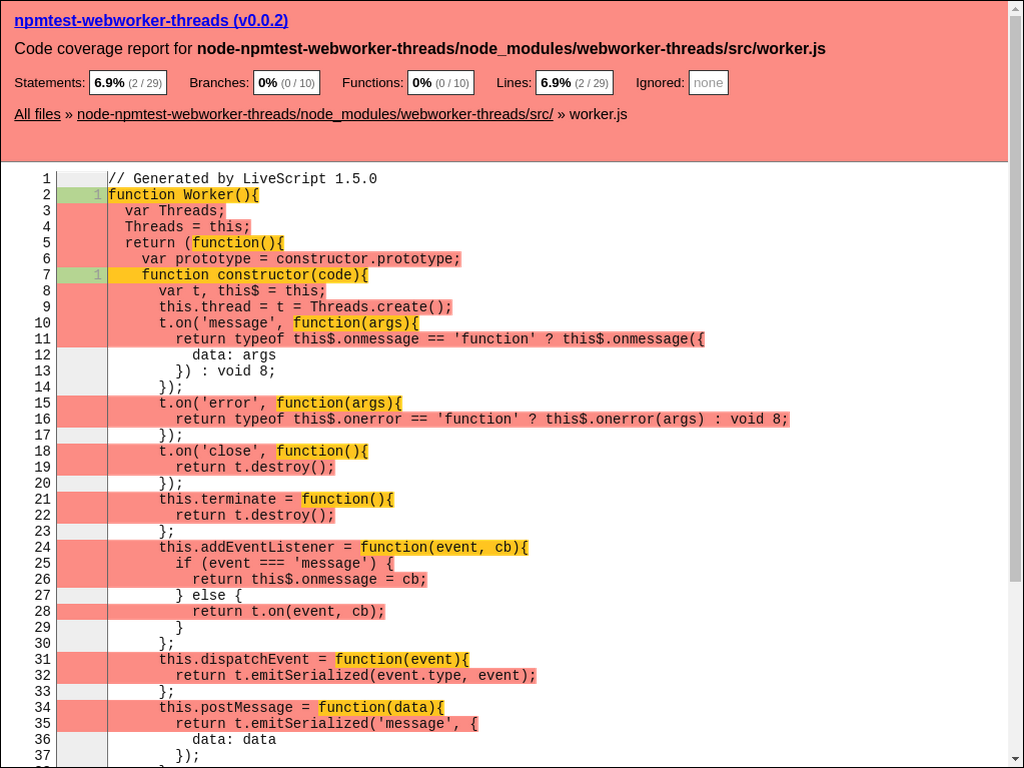 npmtest-webworker-threads (v0.0.2)
Code coverage report for node-npmtest-webworker-threads/node_modules/webworker-threads/src/worker.js
Statements: 6.9% (2 / 29) Branches: 0% (0 / 10) Functions: 0% (0 / 10) Lines: 6.9% (2 / 29) Ignored: none
All files » node-npmtest-webworker-threads/node_modules/webworker-threads/src/ » worker.js
1 // Generated by LiveScript 1.5.0
2 1 function Worker(){
3   var Threads;
4   Threads = this;
5   return (function(){
6     var prototype = constructor.prototype;
7 1     function constructor(code){
8       var t, this$ = this;
9       this.thread = t = Threads.create();
10       t.on('message', function(args){
11         return typeof this$.onmessage == 'function' ? this$.onmessage({
12           data: args
13         }) : void 8;
14       });
15       t.on('error', function(args){
16         return typeof this$.onerror == 'function' ? this$.onerror(args) : void 8;
17       });
18       t.on('close', function(){
19         return t.destroy();
20       });
21       this.terminate = function(){
22         return t.destroy();
23       };
24       this.addEventListener = function(event, cb){
25         if (event === 'message') {
26           return this$.onmessage = cb;
27         } else {
28           return t.on(event, cb);
29         }
30       };
31       this.dispatchEvent = function(event){
32         return t.emitSerialized(event.type, event);
33       };
34       this.postMessage = function(data){
35         return t.emitSerialized('message', {
36           data: data
37         });